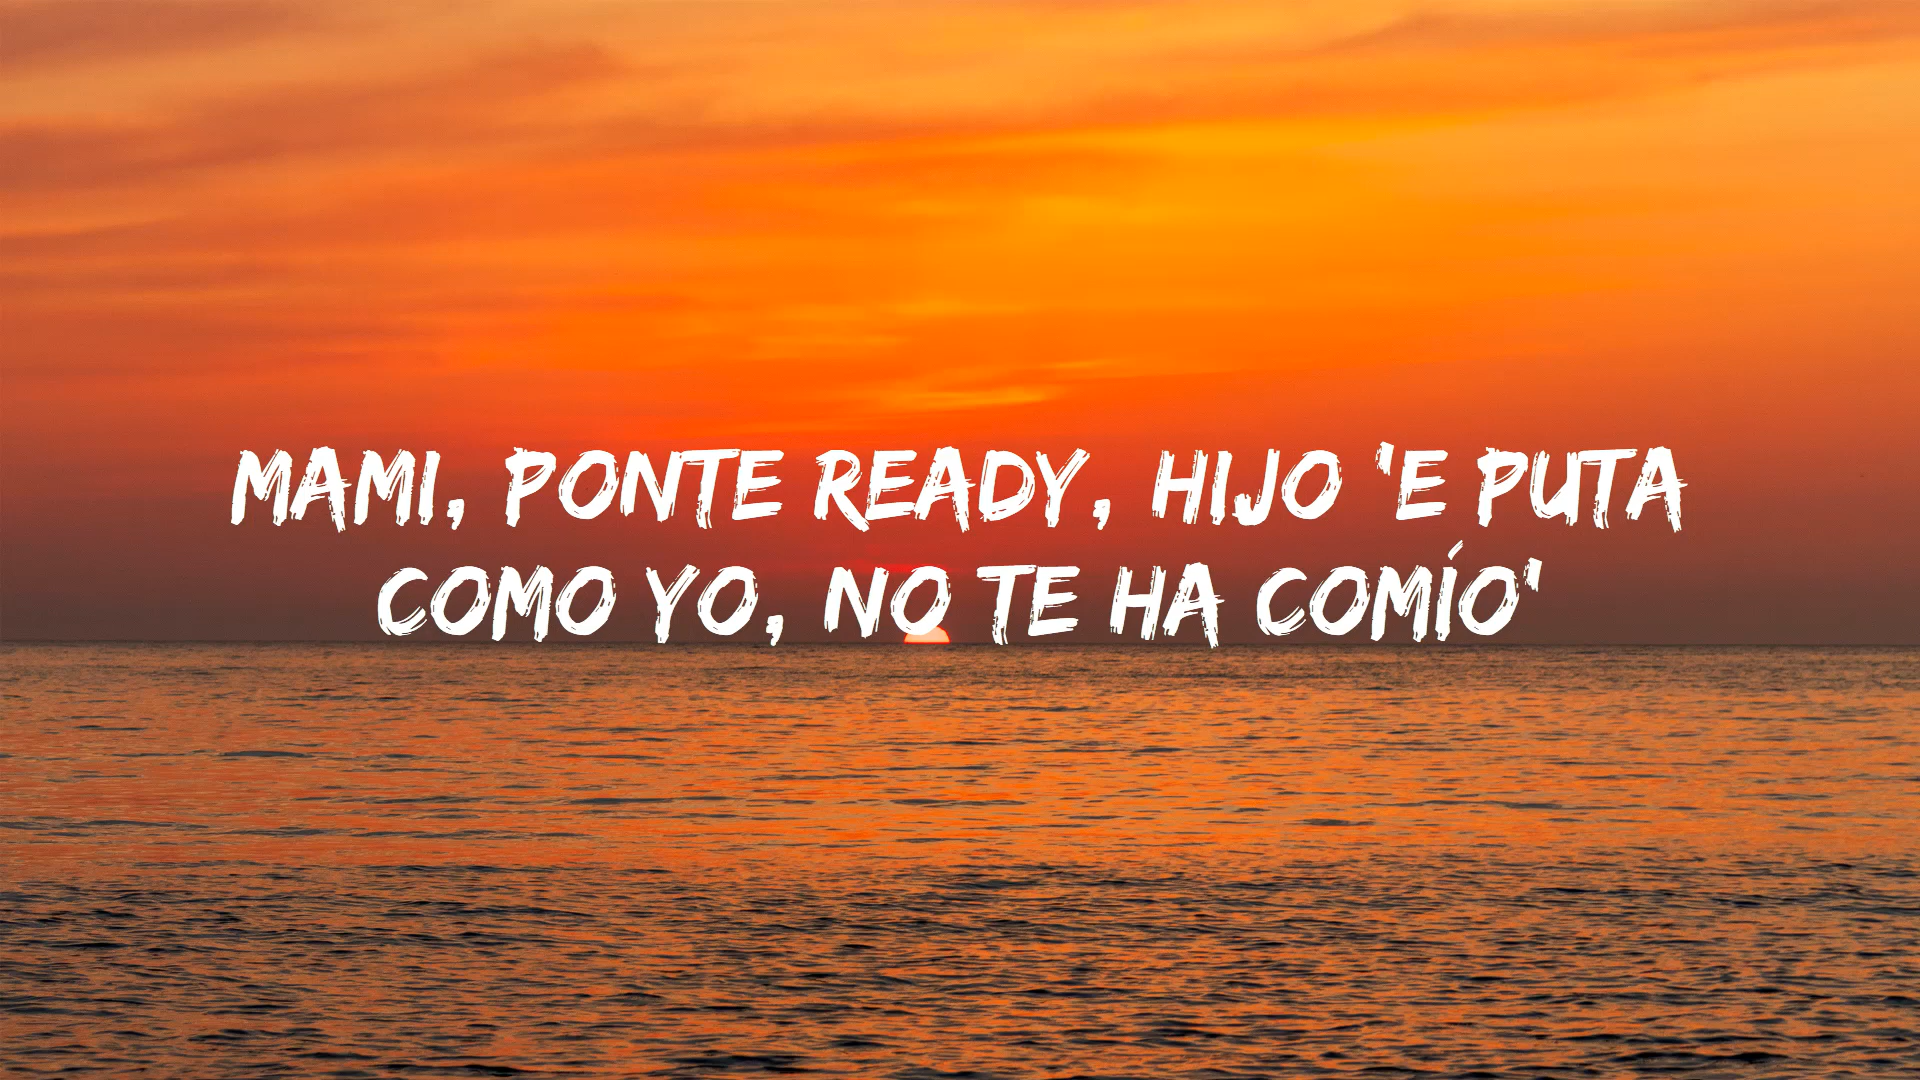 MAMI, PONTE READY, HIJO 'E PUTA
COMO YO, NO TE HA COMÍO'